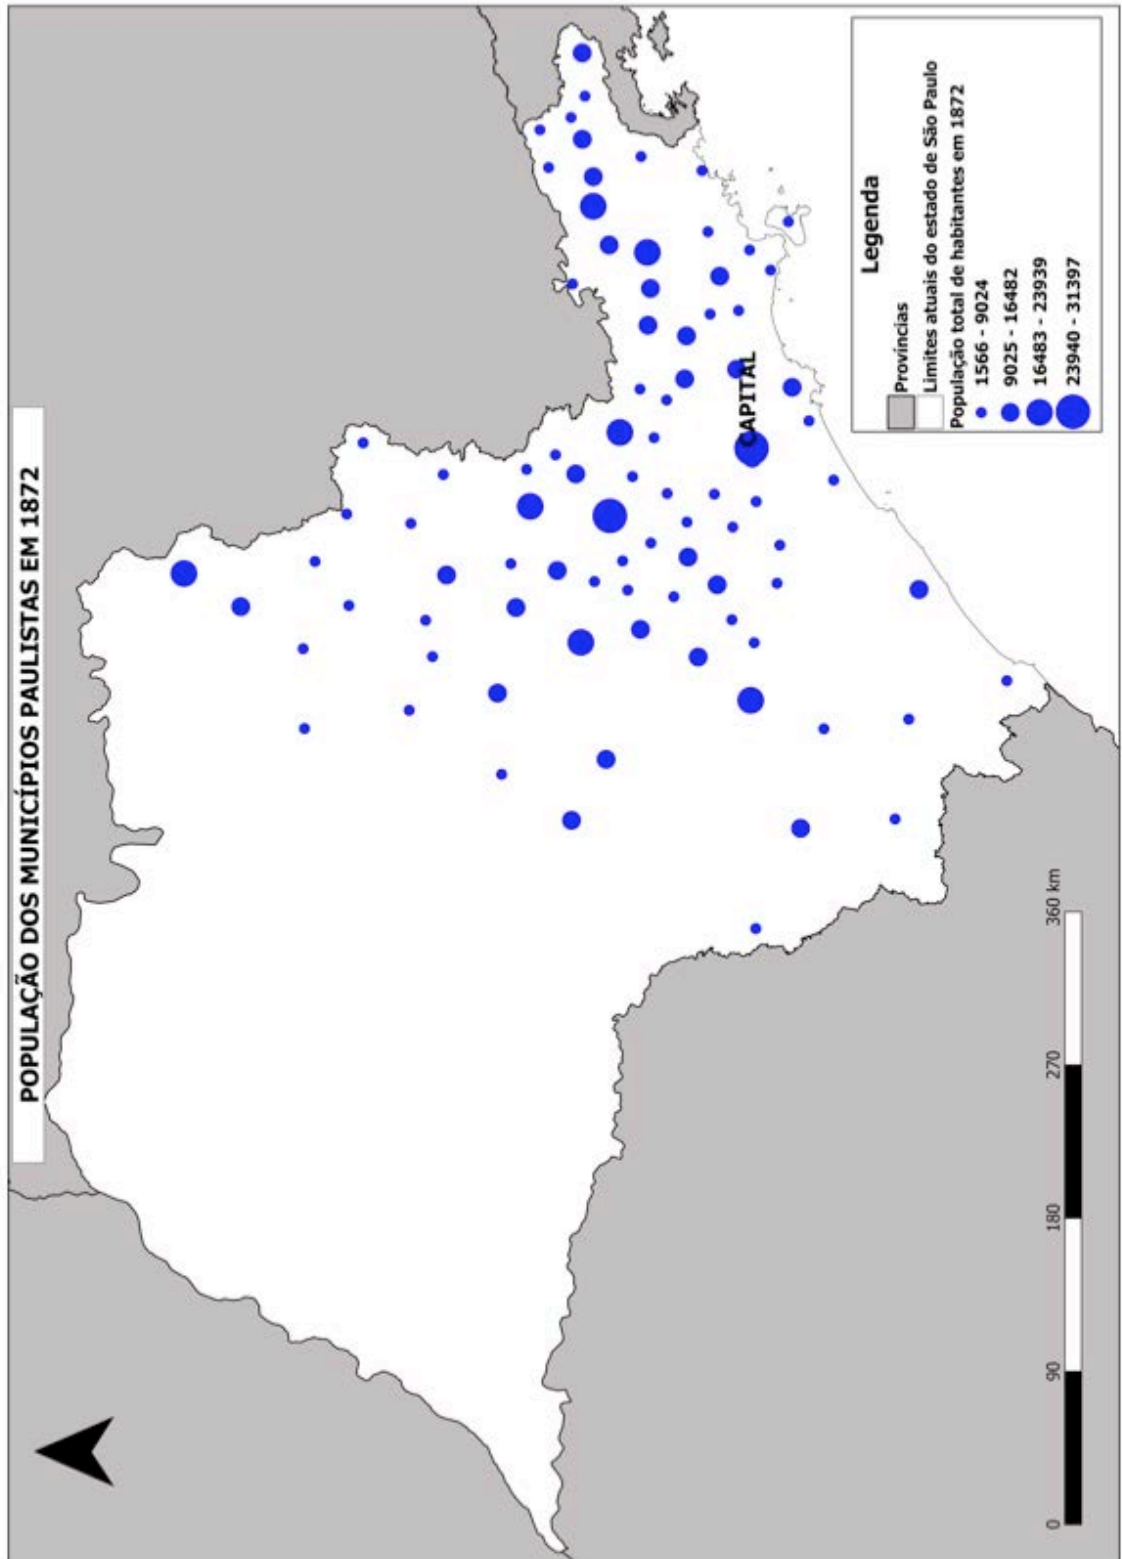 POPULAÇÃO DOS MUNICÍPIOS PAULISTAS EM 1872
CAPITAL
Legenda
Províncias
Limites atuais do estado de São Paulo
População total de habitantes em 1872
1566 - 9024
9025 - 16482
16483 - 23939
23940 - 31397
0 90 180 270 360 km